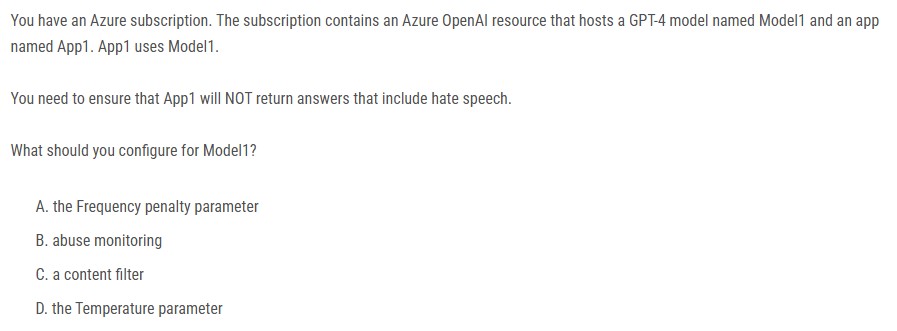 You have an Azure subscription. The subscription contains an Azure OpenAI resource that hosts a GPT-4 model named Model1 and an app
named App1. App1 uses Model1.
You need to ensure that App1 will NOT return answers that include hate speech.
What should you configure for Model1?
A. the Frequency penalty parameter
B. abuse monitoring
C. a content filter
D. the Temperature parameter